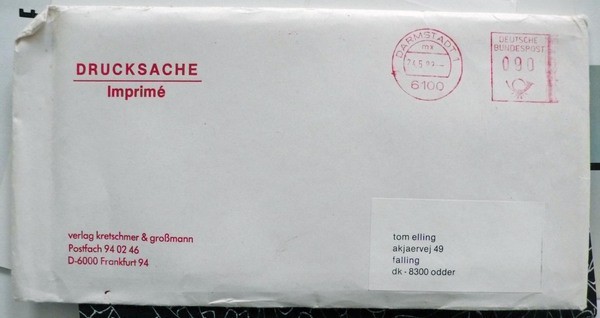 DRUCKSACHE
Imprimé
DARMSTADT 1
mx
6100
DEUTSCHE
BUNDESPOST
090
verlag kretschmer & großmann
Postfach 94 02 46
D-6000 Frankfurt 94
tom elling
akjaervej 49
falling
dk - 8300 odder